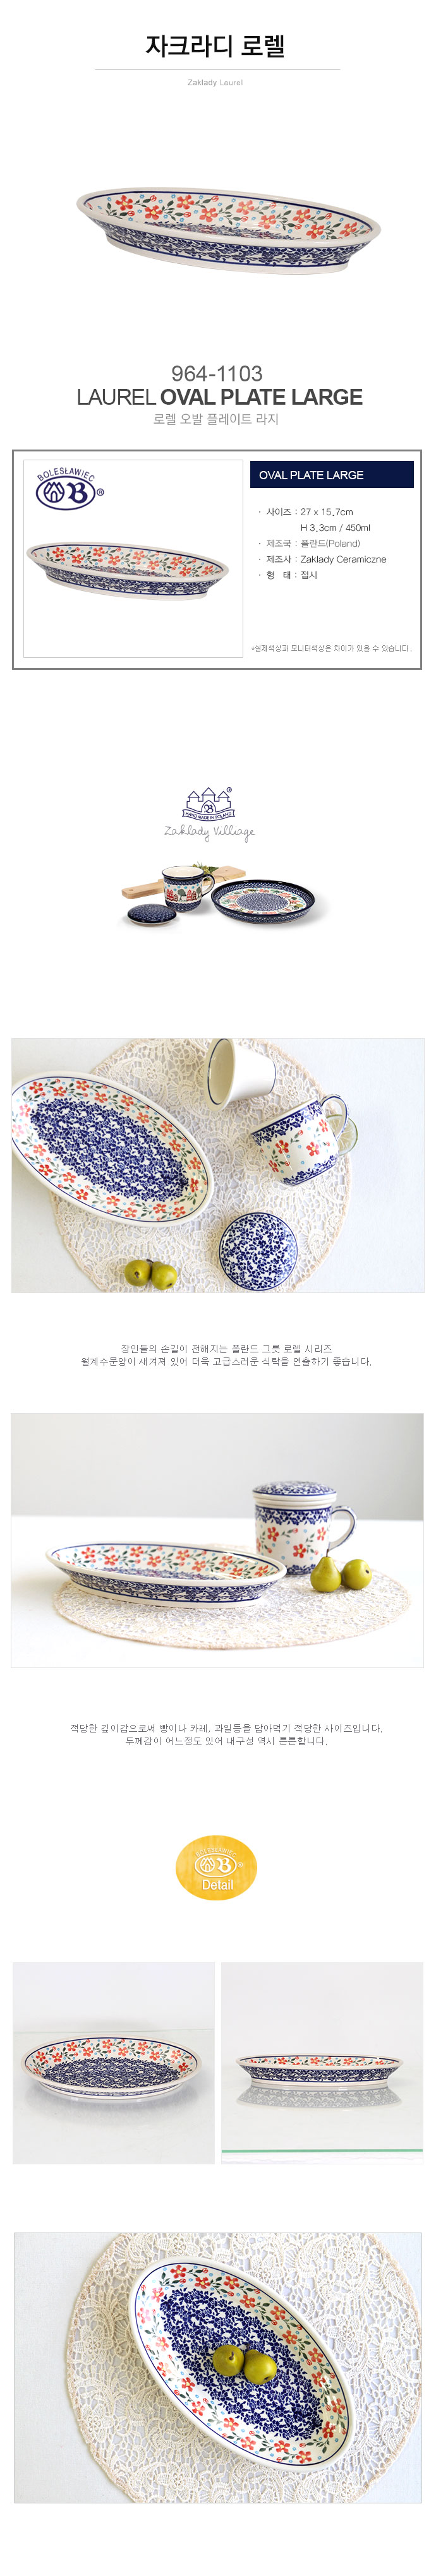 자크라디 로렐
Zaklady Laurel
964-1103
LAUREL OVAL PLATE LARGE
로렐 오발 플레이트 라지
BOLESŁAWIEC
B®
OVAL PLATE LARGE
· 사이즈 : 27 x 15.7cm
H 3.3cm / 450ml
· 제조국 : 폴란드(Poland)
· 제조사 : Zaklady Ceramiczne
· 형 태 : 접시
*실제색상과 모니터색상은 차이가 있을 수 있습니다.
B®
HAND MADE IN POLAND
Zaklady Villiage
장인들의 손길이 전해지는 폴란드 그릇 로렐 시리즈
월계수문양이 새겨져 있어 더욱 고급스러운 식탁을 연출하기 좋습니다.
적당한 깊이감으로써 빵이나 카레, 과일등을 담아먹기 적당한 사이즈입니다.
두께감이 어느정도 있어 내구성 역시 튼튼합니다.
BOLESŁAWIEC
B®
Detail